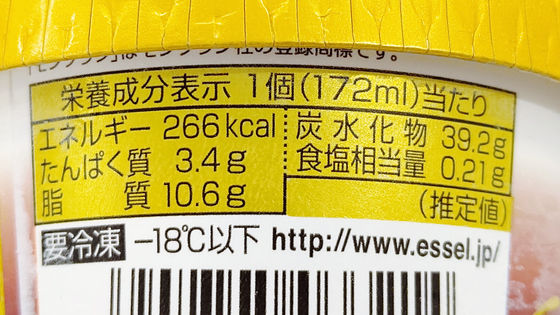 栄養成分表示 1個(172ml)当たり
エネルギー 266kcal
たんぱく質 3.4g
脂質 10.6g
炭水化物 39.2g
食塩相当量 0.21g
(推定値)
要冷凍 -18℃以下 http://www.essel.jp/